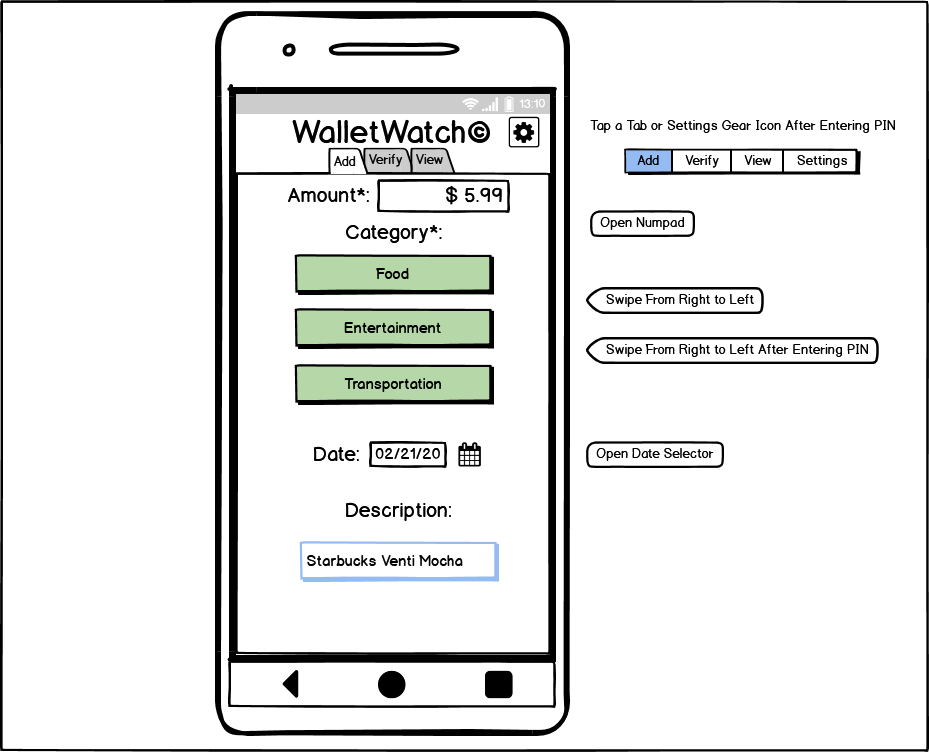 13:10
WalletWatch©
Add Verify View
Amount*: $ 5.99
Category*:
Food
Entertainment
Transportation
Date: 02/21/20
Description:
Starbucks Venti Mocha
Tap a Tab or Settings Gear Icon After Entering PIN
Add Verify View Settings
Open Numpad
Swipe From Right to Left
Swipe From Right to Left After Entering PIN
Open Date Selector